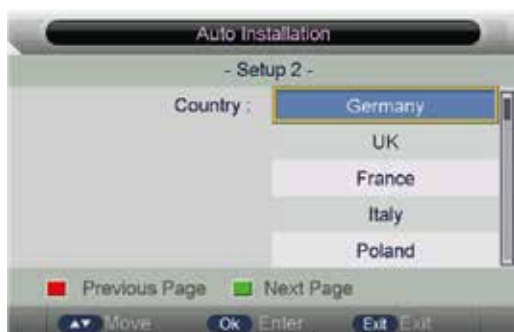 Auto Installation
- Setup 2 -
Country : Germany
UK
France
Italy
Poland
Previous Page Next Page
Move Ok Enter Exit Exit